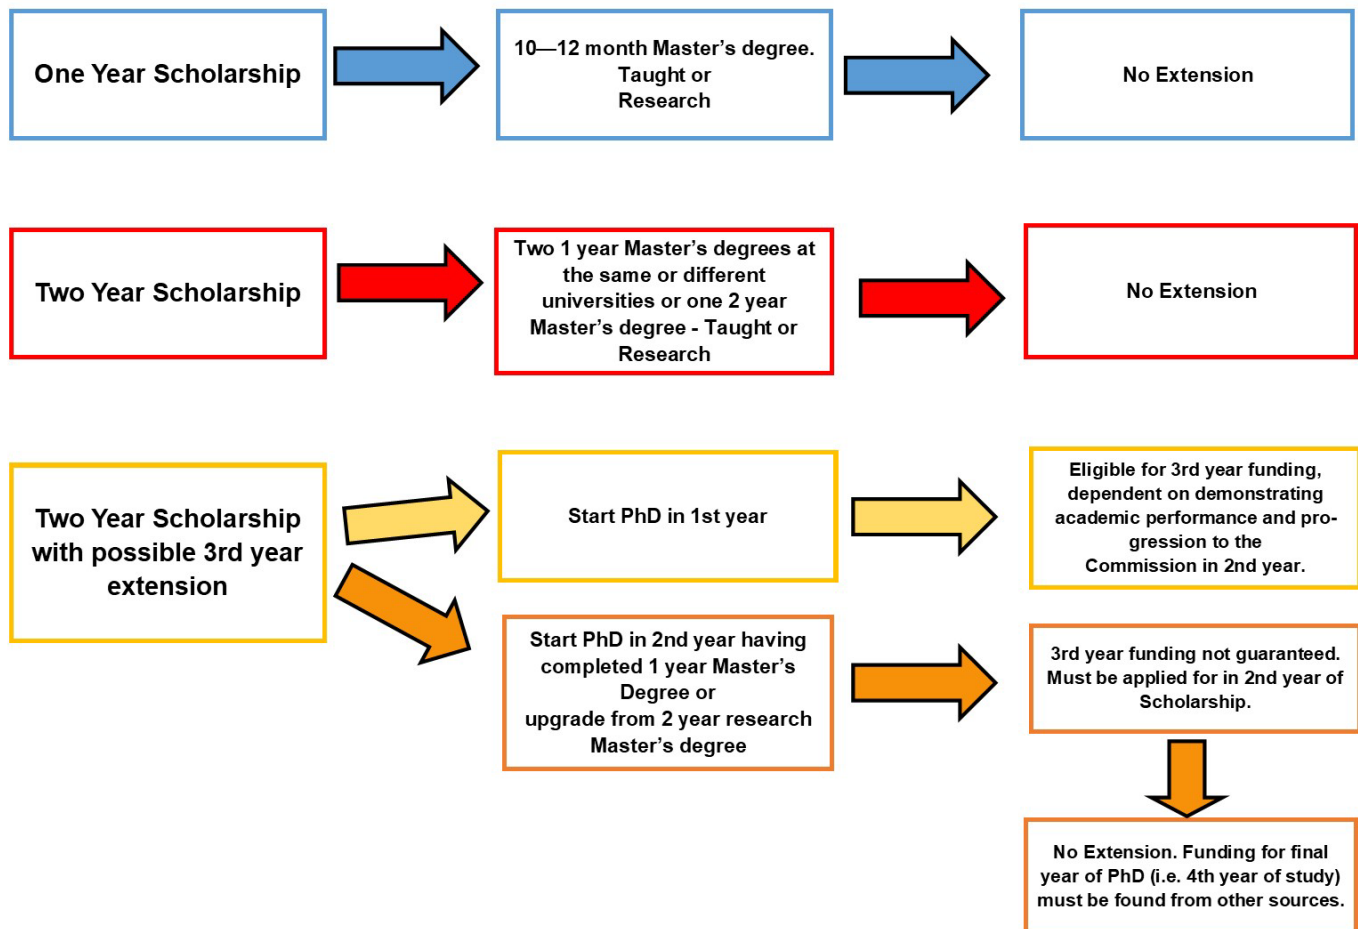 One Year Scholarship
10—12 month Master's degree.
Taught or
Research
No Extension
Two Year Scholarship
Two 1 year Master's degrees at
the same or different
universities or one 2 year
Master's degree - Taught or
Research
No Extension
Two Year Scholarship
with possible 3rd year
extension
Start PhD in 1st year
Eligible for 3rd year funding,
dependent on demonstrating
academic performance and pro-
gression to the
Commission in 2nd year.
Start PhD in 2nd year having
completed 1 year Master's
Degree or
upgrade from 2 year research
Master's degree
3rd year funding not guaranteed.
Must be applied for in 2nd year of
Scholarship.
No Extension. Funding for final
year of PhD (i.e. 4th year of study)
must be found from other sources.